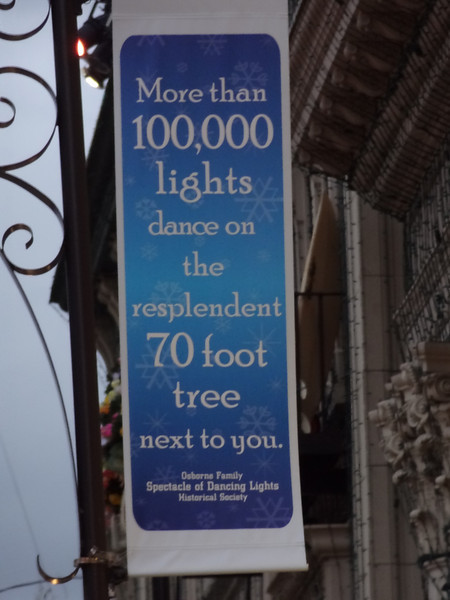 More than
100,000
lights
dance on
the
resplendent
70 foot
tree
next to you.
Osborne Family
Spectacle of Dancing Lights
Historical Society